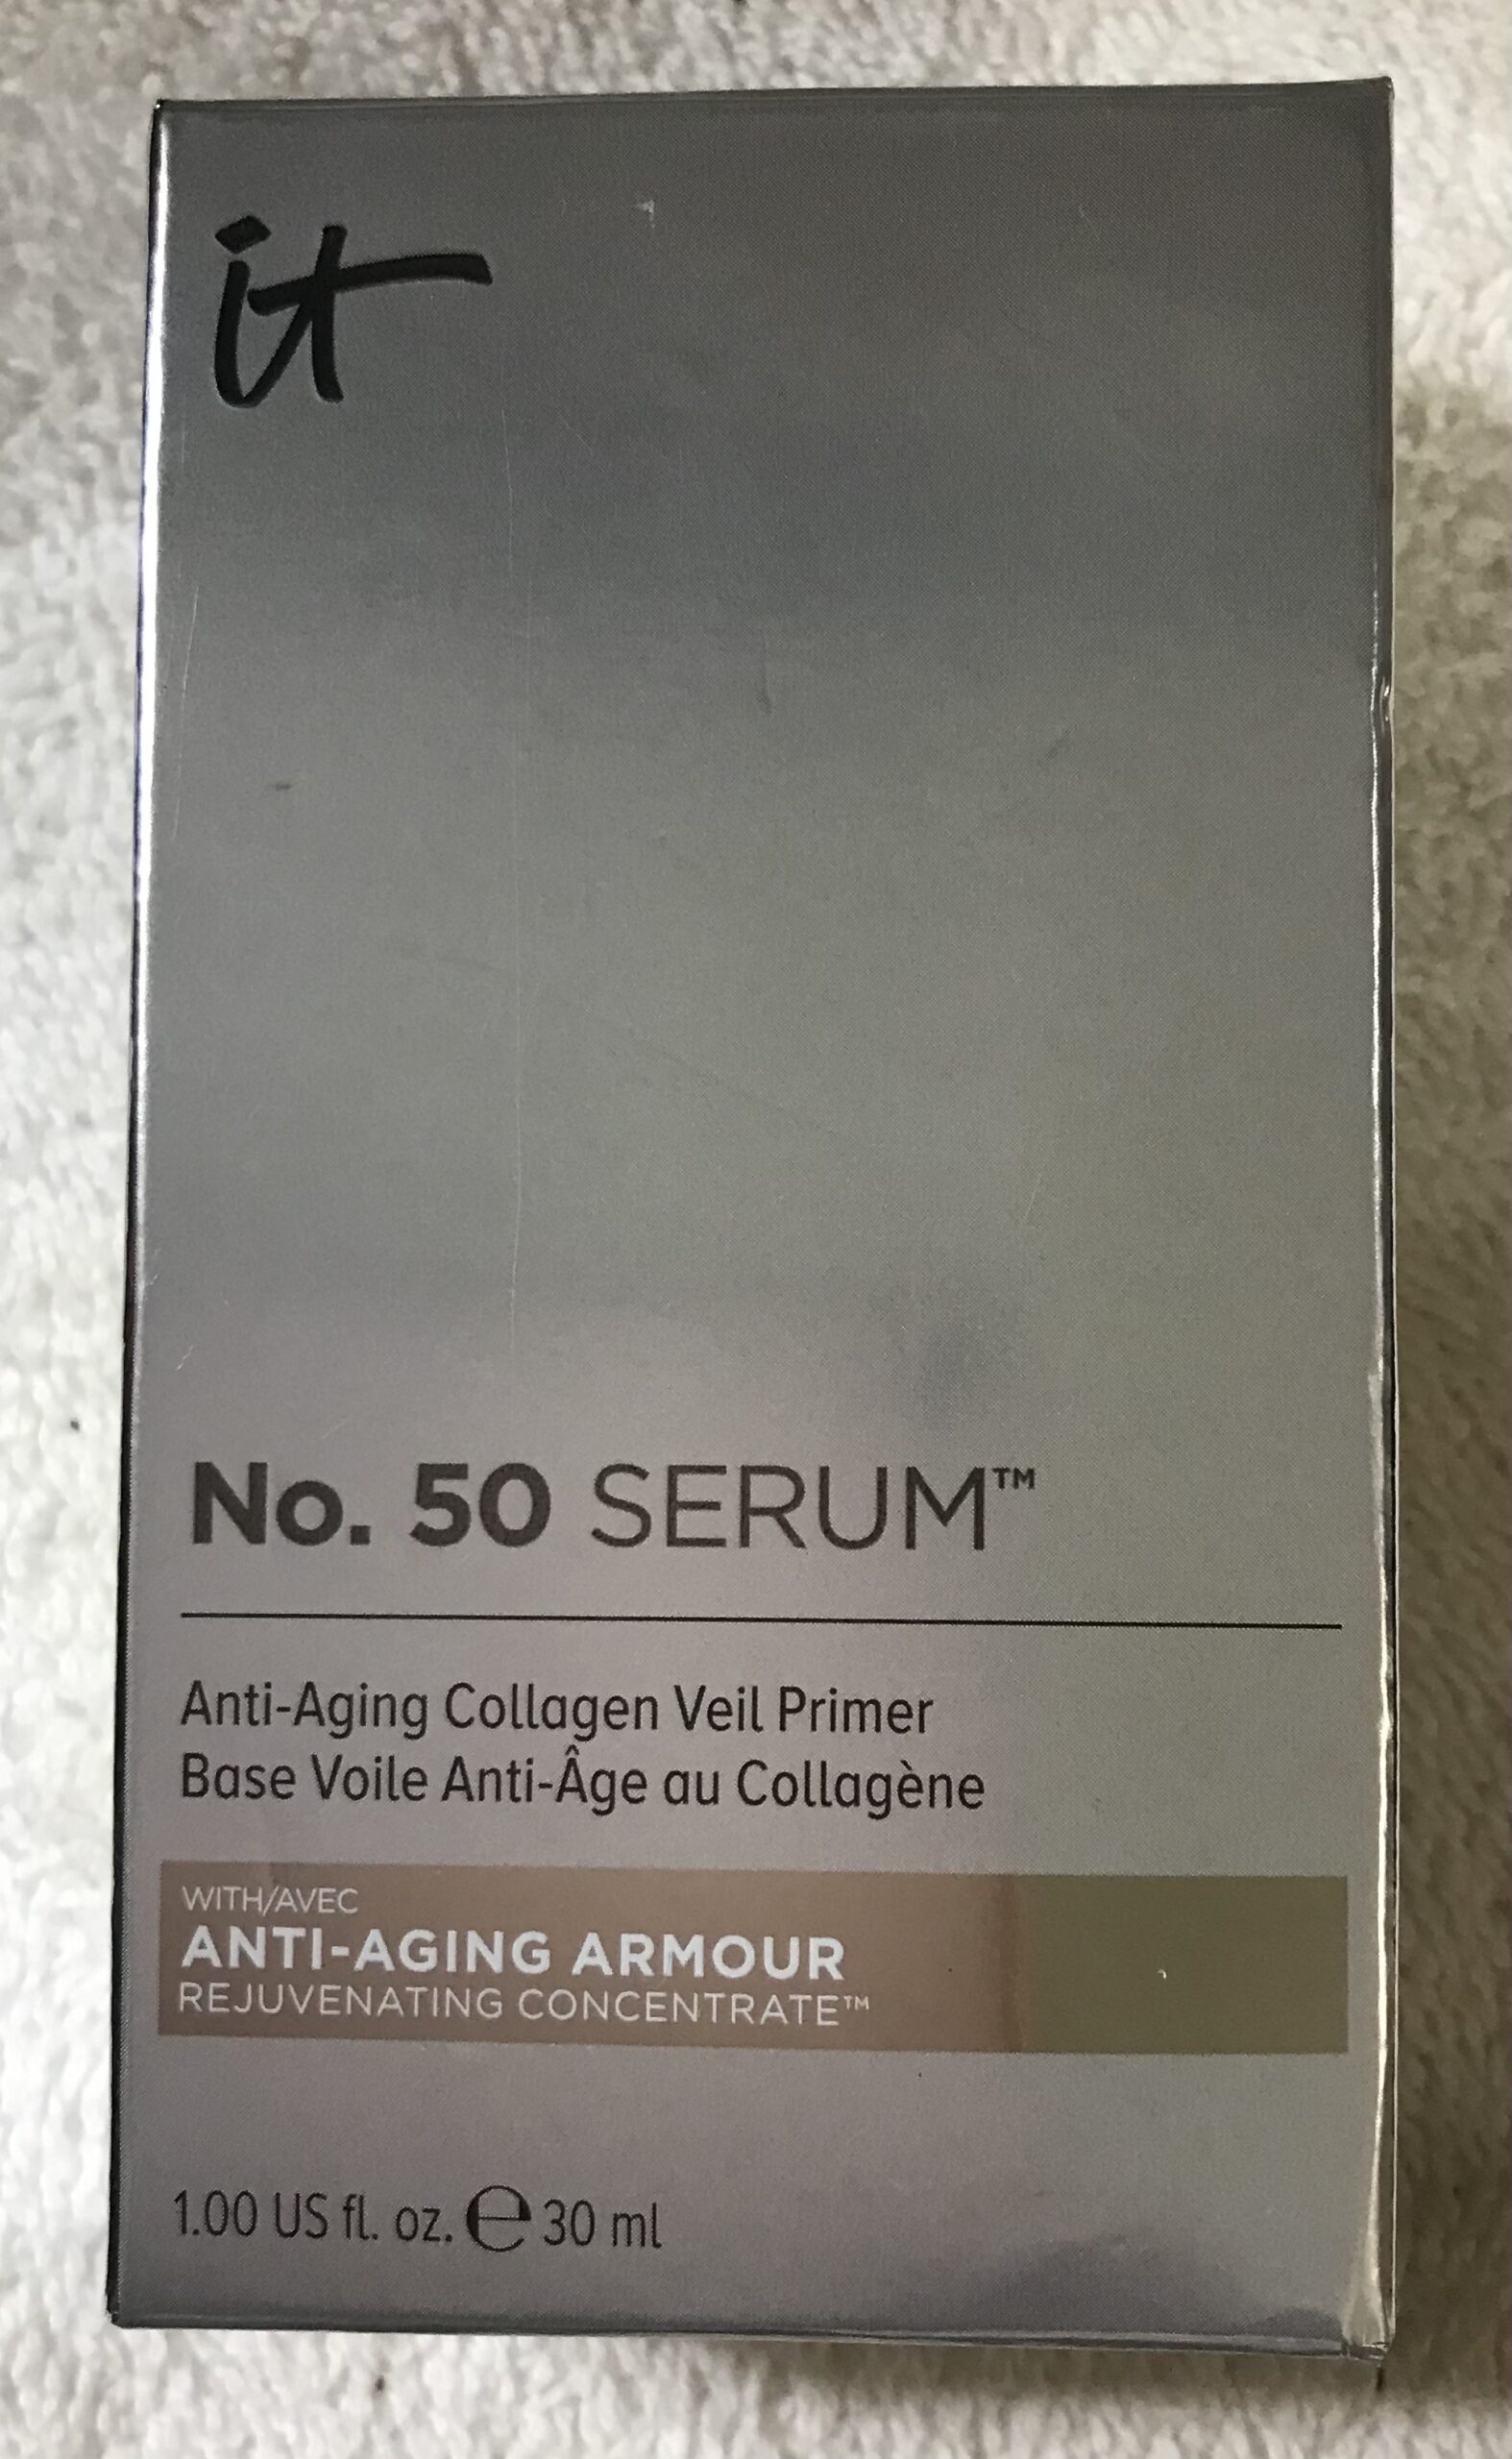 it
No. 50 SERUM™
Anti-Aging Collagen Veil Primer
Base Voile Anti-Âge au Collagène
WITH/AVEC
ANTI-AGING ARMOUR
REJUVENATING CONCENTRATE™
1.00 US fl. oz. ℮ 30 ml